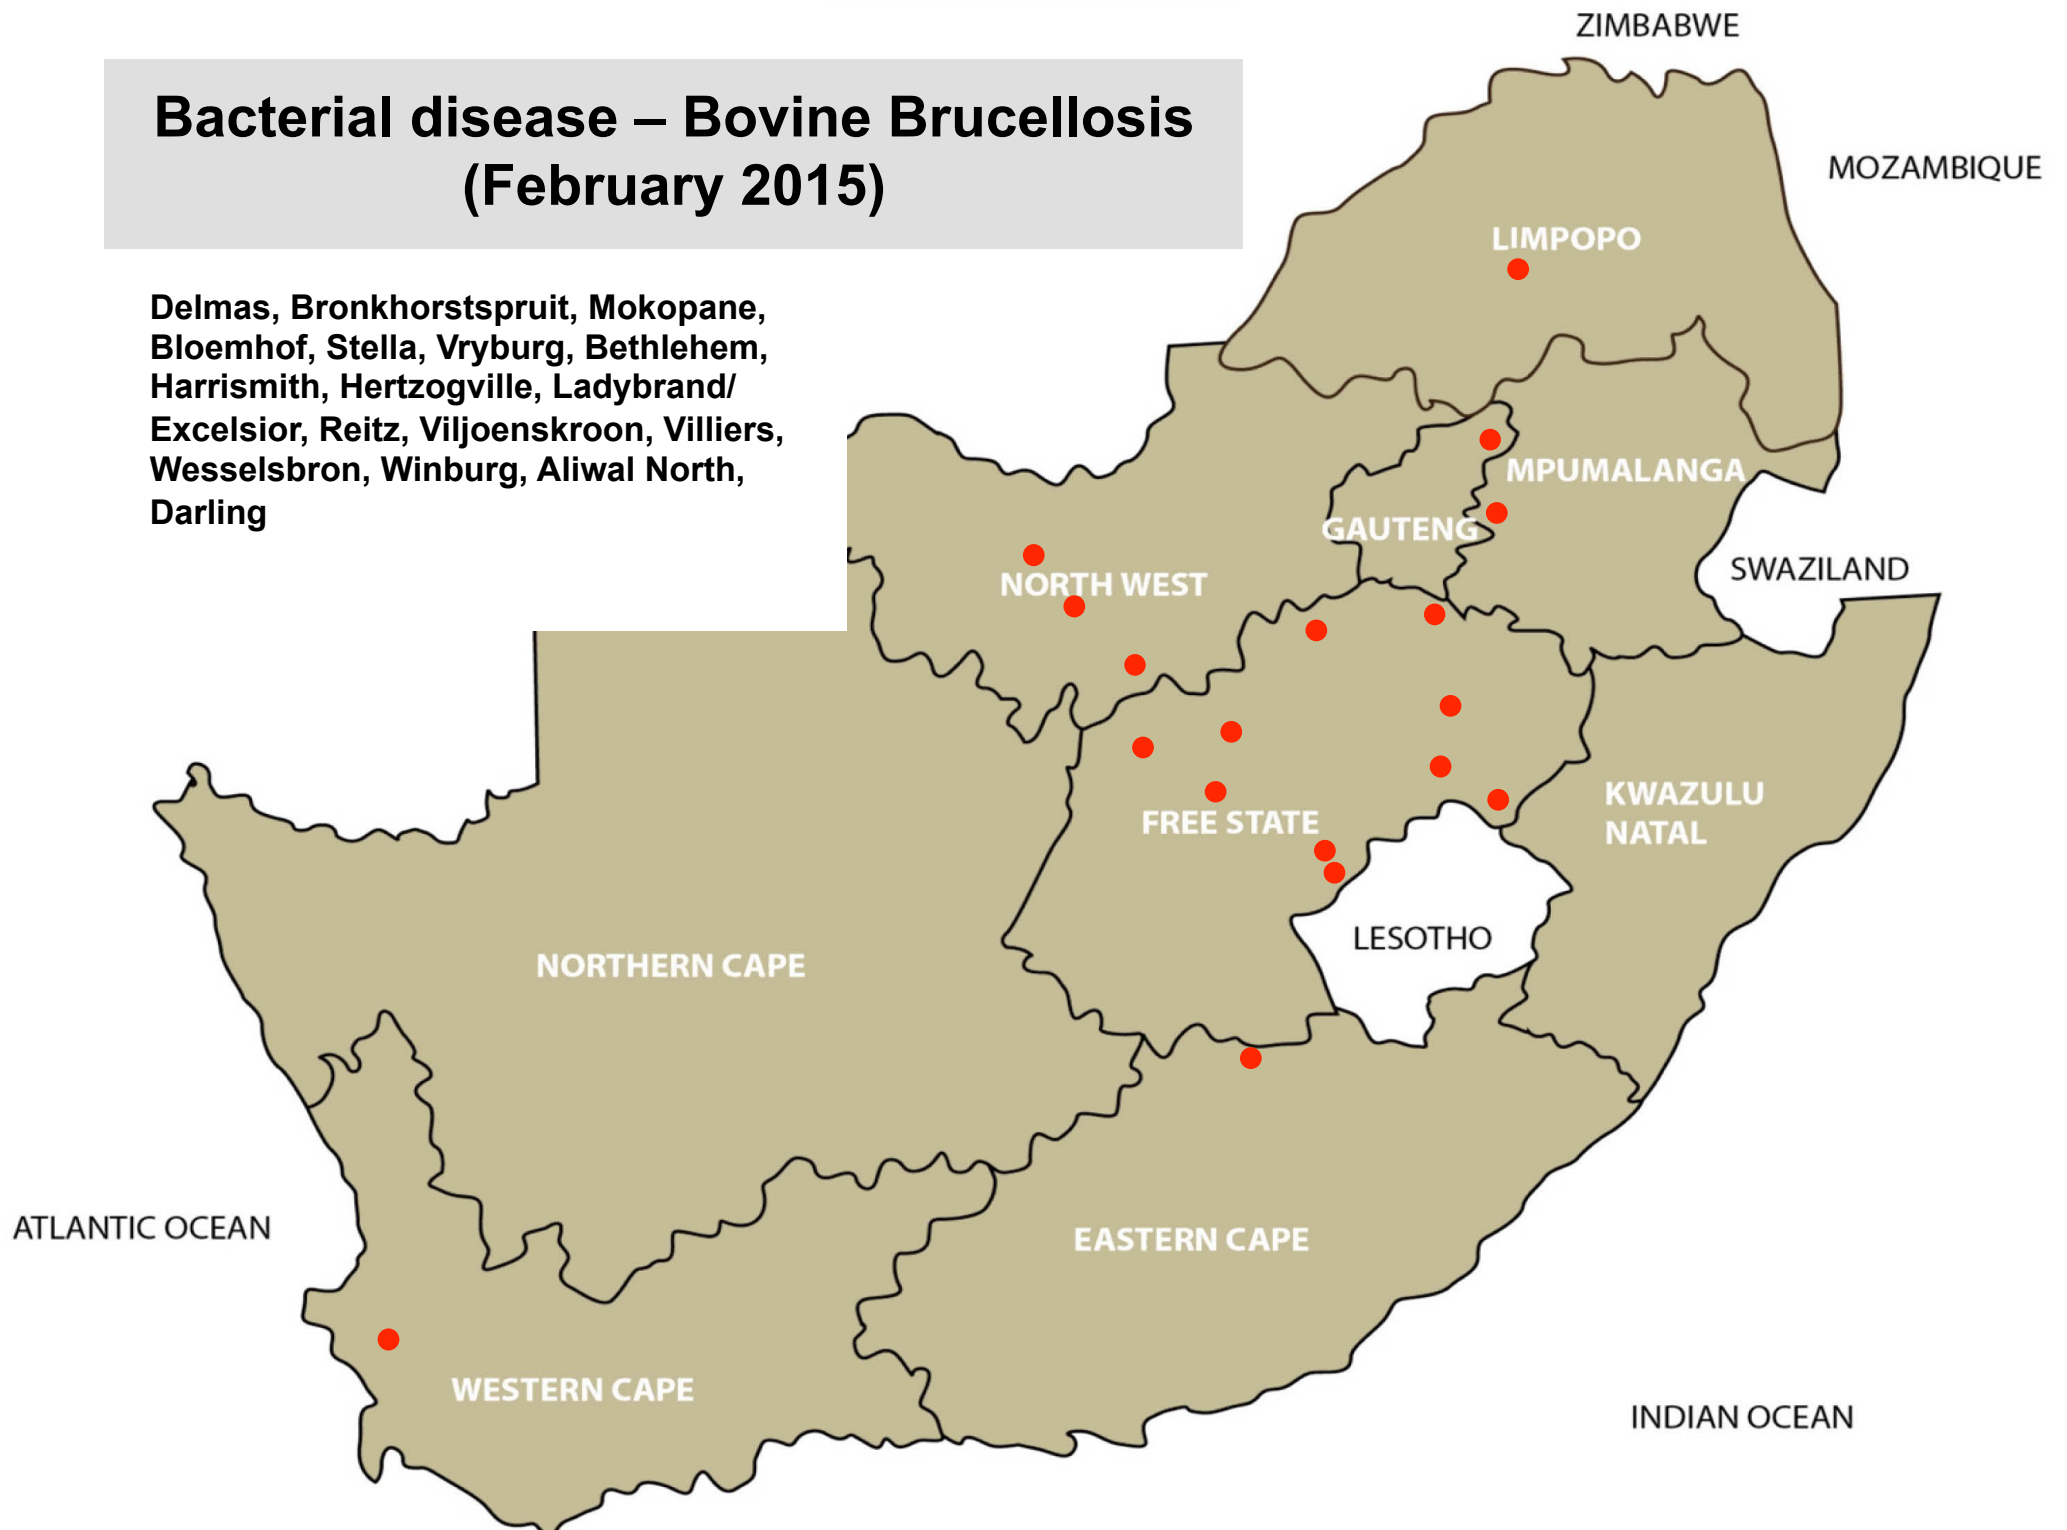 ZIMBABWE
Bacterial disease – Bovine Brucellosis
(February 2015)
MOZAMBIQUE
LIMPOPO
Delmas, Bronkhorstspruit, Mokopane,
Bloemhof, Stella, Vryburg, Bethlehem,
Harrismith, Hertzogville, Ladybrand/
Excelsior, Reitz, Viljoenskroon, Villiers,
Wesselsbron, Winburg, Aliwal North,
Darling
MPUMALANGA
GAUTENG
SWAZILAND
NORTH WEST
KWAZULU
NATAL
FREE STATE
LESOTHO
NORTHERN CAPE
ATLANTIC OCEAN
EASTERN CAPE
WESTERN CAPE
INDIAN OCEAN